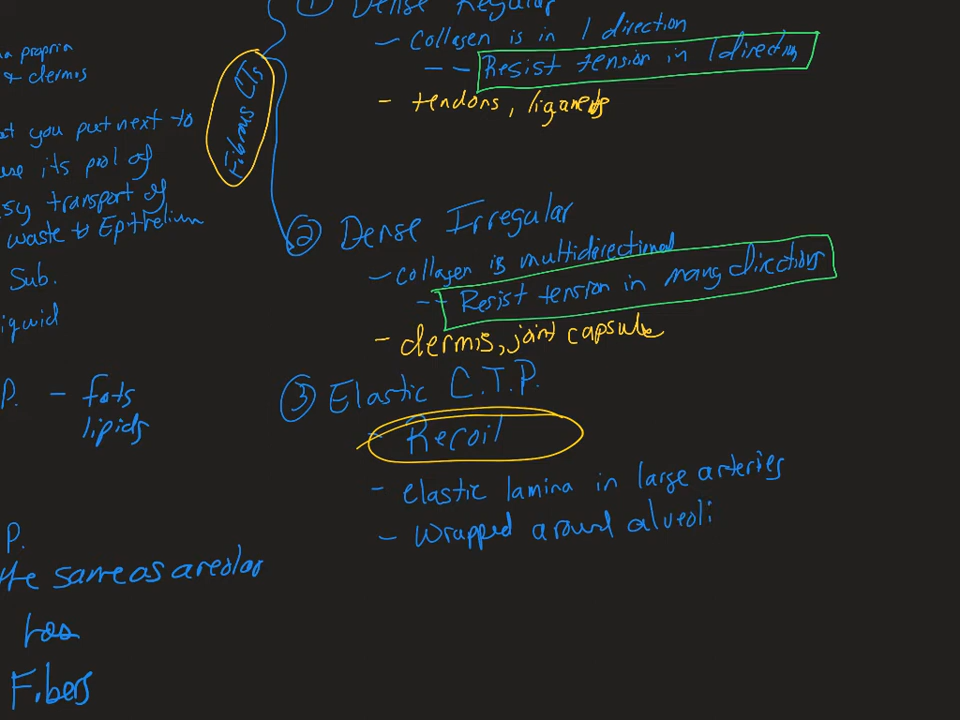 ① Dense Regular
- Collagen is in 1 direction
-- Resist tension in 1 direction
- tendons, ligaments
Fibrous CTs
② Dense Irregular
- Collagen is multidirectional
-- Resist tension in many directions
- dermis, joint capsule
③ Elastic C.T.P.
- Recoil
- elastic lamina in large arteries
- Wrapped around alveoli
propria
& dermis
you put next to
its pool of
transport of
waste & Epithelium
Sub.
P. - fats
lipids
P.
the same as areolar
has
Fibers